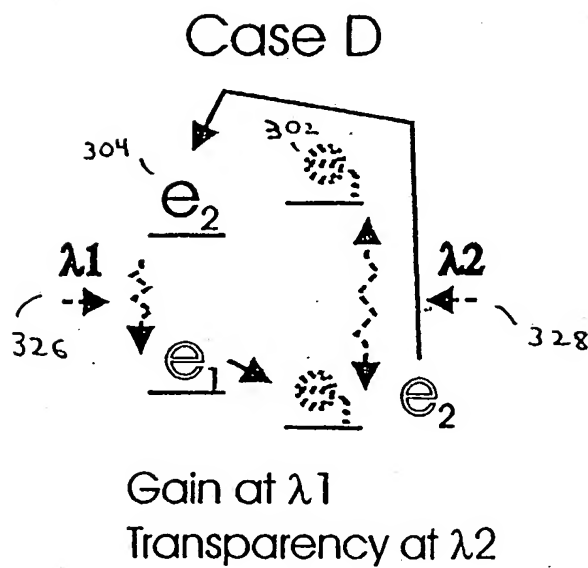 Case D
304
302
e2
λ1
λ2
326
328
e1
e2
Gain at λ1
Transparency at λ2